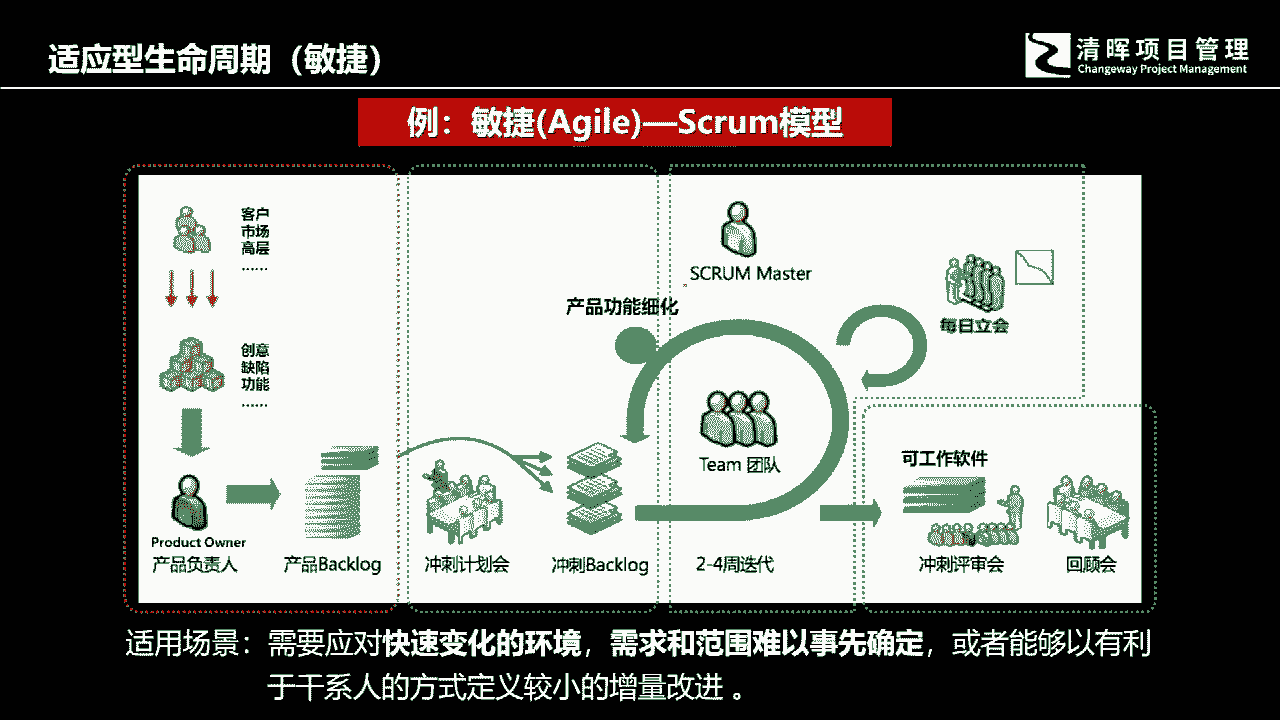 适应型生命周期（敏捷）
清晖项目管理
Changeway Project Management
例：敏捷(Agile)—Scrum模型
客户
市场
高层
……
创意
缺陷
功能
……
Product Owner
产品负责人
产品Backlog
冲刺计划会
产品功能细化
冲刺Backlog
SCRUM Master
Team 团队
2-4周迭代
每日立会
可工作软件
冲刺评审会
回顾会
适用场景：需要应对快速变化的环境，需求和范围难以事先确定，或者能够以有利
于干系人的方式定义较小的增量改进 。